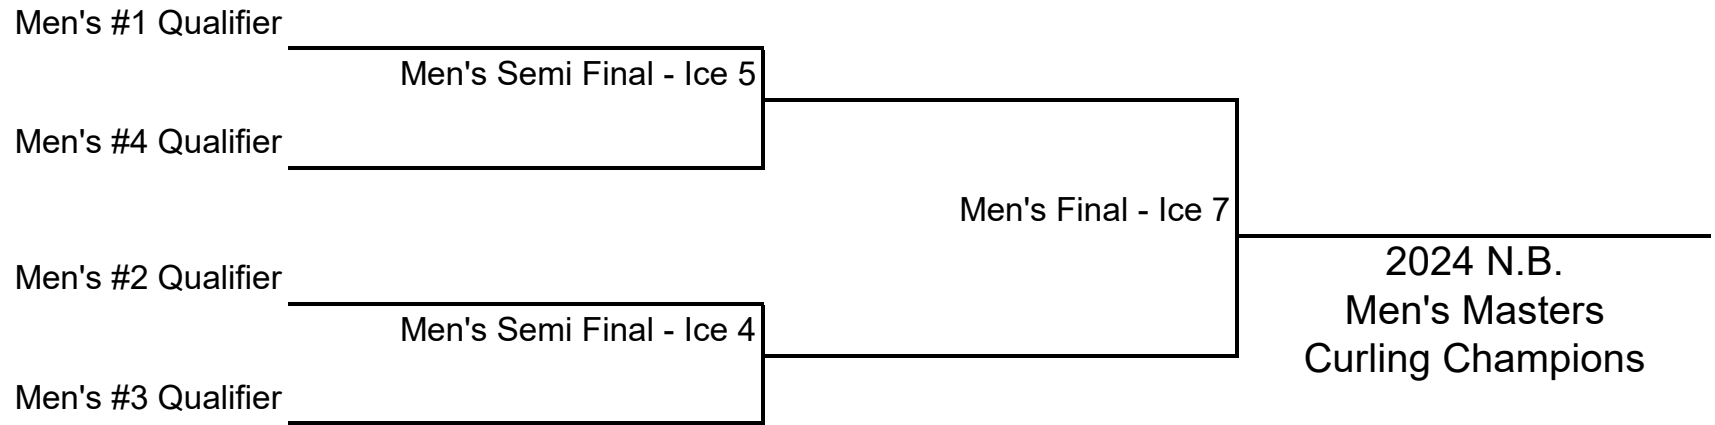 Men's #1 Qualifier
Men's Semi Final - Ice 5
Men's #4 Qualifier
Men's Final - Ice 7
2024 N.B.
Men's Masters
Curling Champions
Men's #2 Qualifier
Men's Semi Final - Ice 4
Men's #3 Qualifier